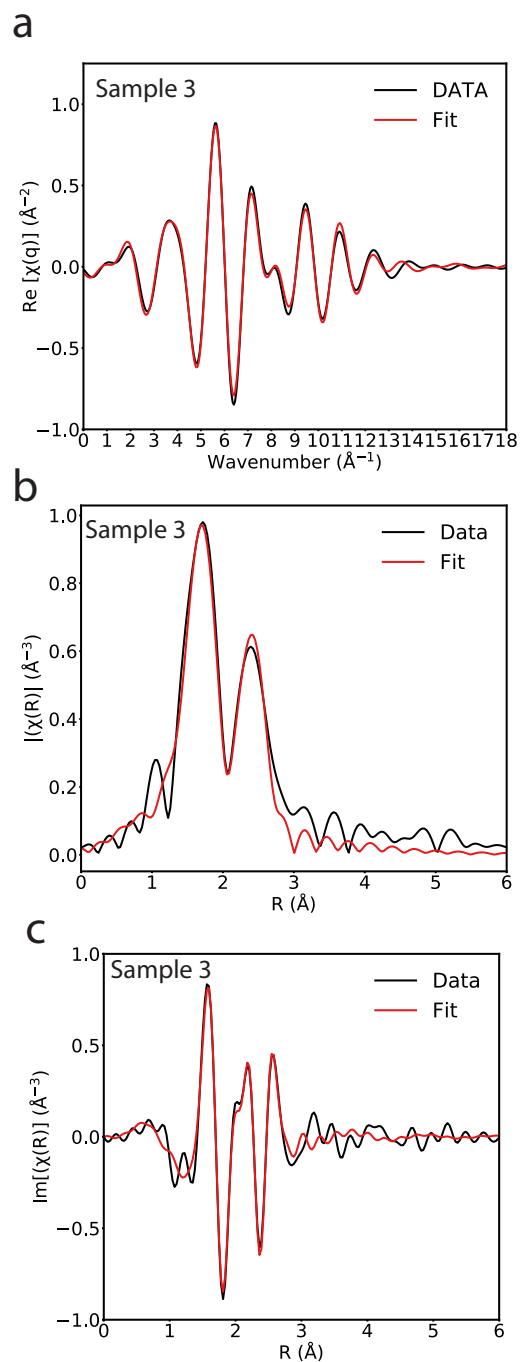 a
Sample 3
DATA
Fit
1.0
0.5
0.0
−0.5
−1.0
Re [χ(q)] (Å⁻²)
0 1 2 3 4 5 6 7 8 9 10 11 12 13 14 15 16 17 18
Wavenumber (Å⁻¹)
b
Sample 3
Data
Fit
1.0
0.8
0.6
0.4
0.2
0.0
|(χ(R)| (Å⁻³)
0 1 2 3 4 5 6
R (Å)
c
Sample 3
Data
Fit
1.0
0.5
0.0
−0.5
−1.0
Im[(χ(R)] (Å⁻³)
0 1 2 3 4 5 6
R (Å)